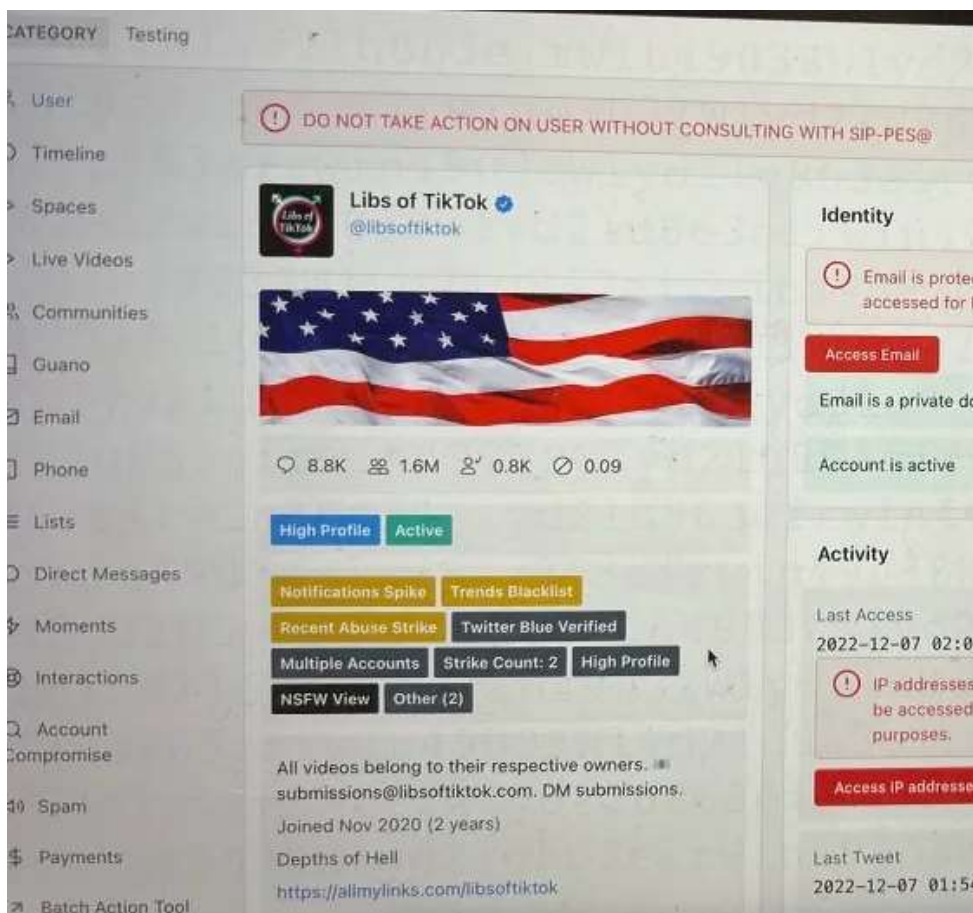 CATEGORY Testing
User
Timeline
Spaces
Live Videos
Communities
Guano
Email
Phone
Lists
Direct Messages
Moments
Interactions
Account
Compromise
Spam
Payments
Batch Action Tool
DO NOT TAKE ACTION ON USER WITHOUT CONSULTING WITH SIP-PES@
Libs of
TikTok
Libs of TikTok
@libsoftiktok
8.8K 1.6M 0.8K 0.09
High Profile Active
Notifications Spike Trends Blacklist
Recent Abuse Strike Twitter Blue Verified
Multiple Accounts Strike Count: 2 High Profile
NSFW View Other (2)
All videos belong to their respective owners.
submissions@libsoftiktok.com. DM submissions.
Joined Nov 2020 (2 years)
Depths of Hell
https://allmylinks.com/libsoftiktok
Identity
Email is prote
accessed for
Access Email
Email is a private do
Account is active
Activity
Last Access
2022-12-07 02:0
IP addresses
be accessed
purposes.
Access IP addresse
Last Tweet
2022-12-07 01:54